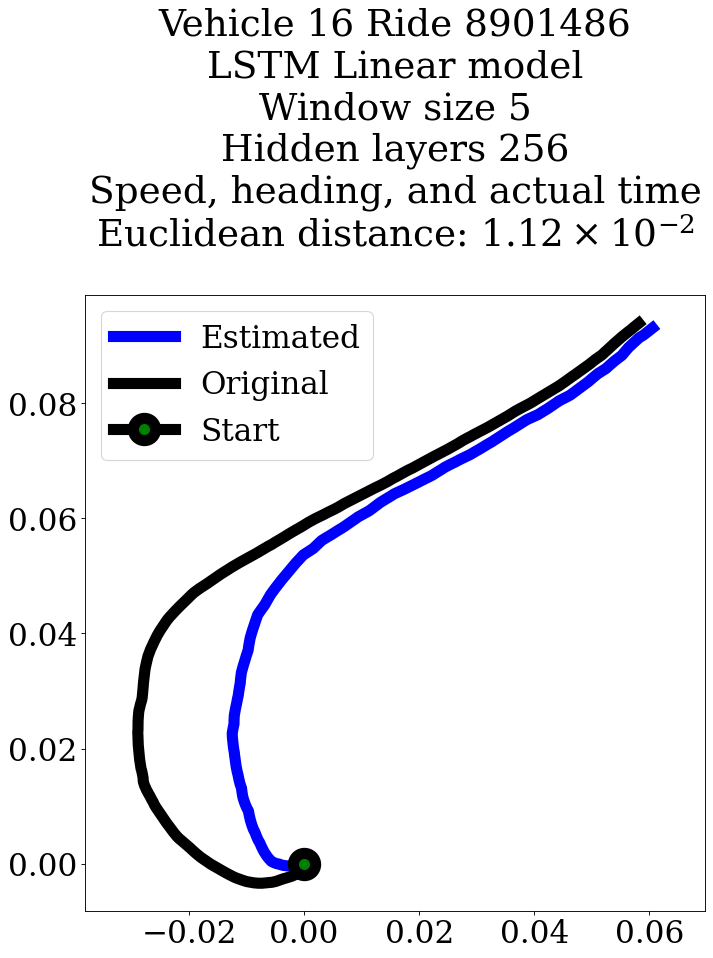 Vehicle 16 Ride 8901486
LSTM Linear model
Window size 5
Hidden layers 256
Speed, heading, and actual time
Euclidean distance: 1.12 × 10⁻²
Estimated
Original
Start
0.08
0.06
0.04
0.02
0.00
−0.02 0.00 0.02 0.04 0.06